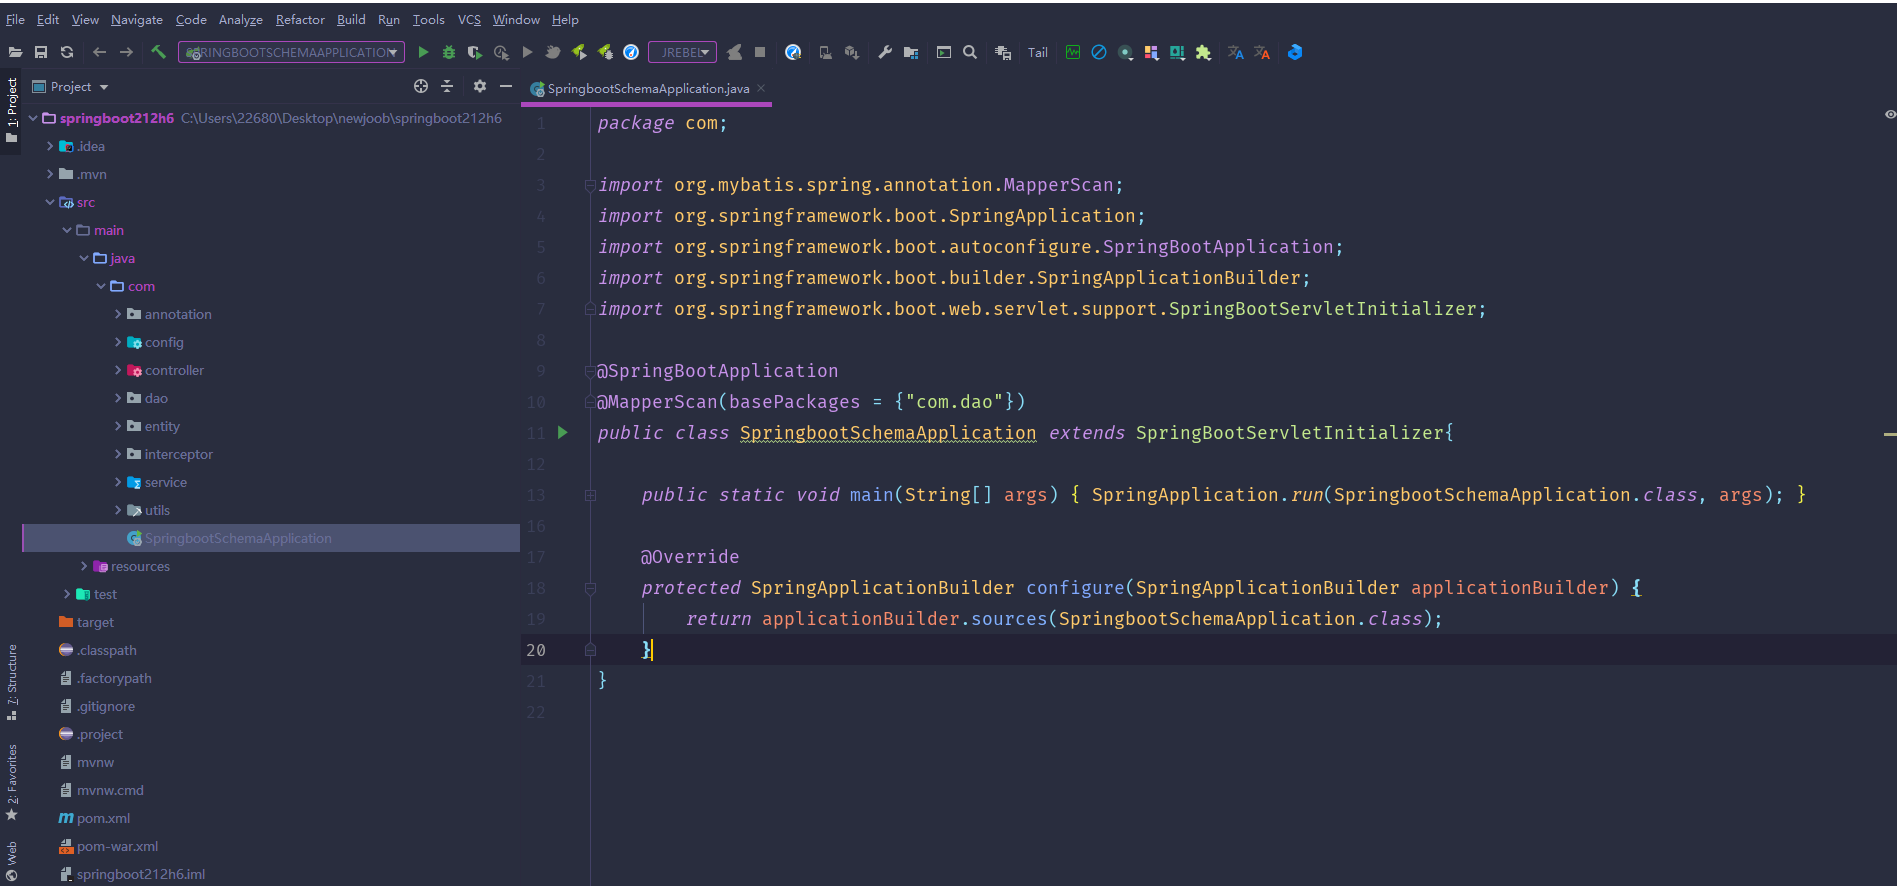 File Edit View Navigate Code Analyze Refactor Build Run Tools VCS Window Help
SPRINGBOOTSCHEMAAPPLICATION JREBEL Tail
1: Project
7: Structure
2: Favorites
Web
Project
springboot212h6 C:\Users\22680\Desktop\newjoob\springboot212h6
.idea
.mvn
src
main
java
com
annotation
config
controller
dao
entity
interceptor
service
utils
SpringbootSchemaApplication
resources
test
target
.classpath
.factorypath
.gitignore
.project
mvnw
mvnw.cmd
pom.xml
pom-war.xml
springboot212h6.iml
SpringbootSchemaApplication.java
1 package com;
2
3 import org.mybatis.spring.annotation.MapperScan;
4 import org.springframework.boot.SpringApplication;
5 import org.springframework.boot.autoconfigure.SpringBootApplication;
6 import org.springframework.boot.builder.SpringApplicationBuilder;
7 import org.springframework.boot.web.servlet.support.SpringBootServletInitializer;
8
9 @SpringBootApplication
10 @MapperScan(basePackages = {"com.dao"})
11 public class SpringbootSchemaApplication extends SpringBootServletInitializer{
12
13 public static void main(String[] args) { SpringApplication.run(SpringbootSchemaApplication.class, args); }
16
17 @Override
18 protected SpringApplicationBuilder configure(SpringApplicationBuilder applicationBuilder) {
19 return applicationBuilder.sources(SpringbootSchemaApplication.class);
20 }
21 }
22